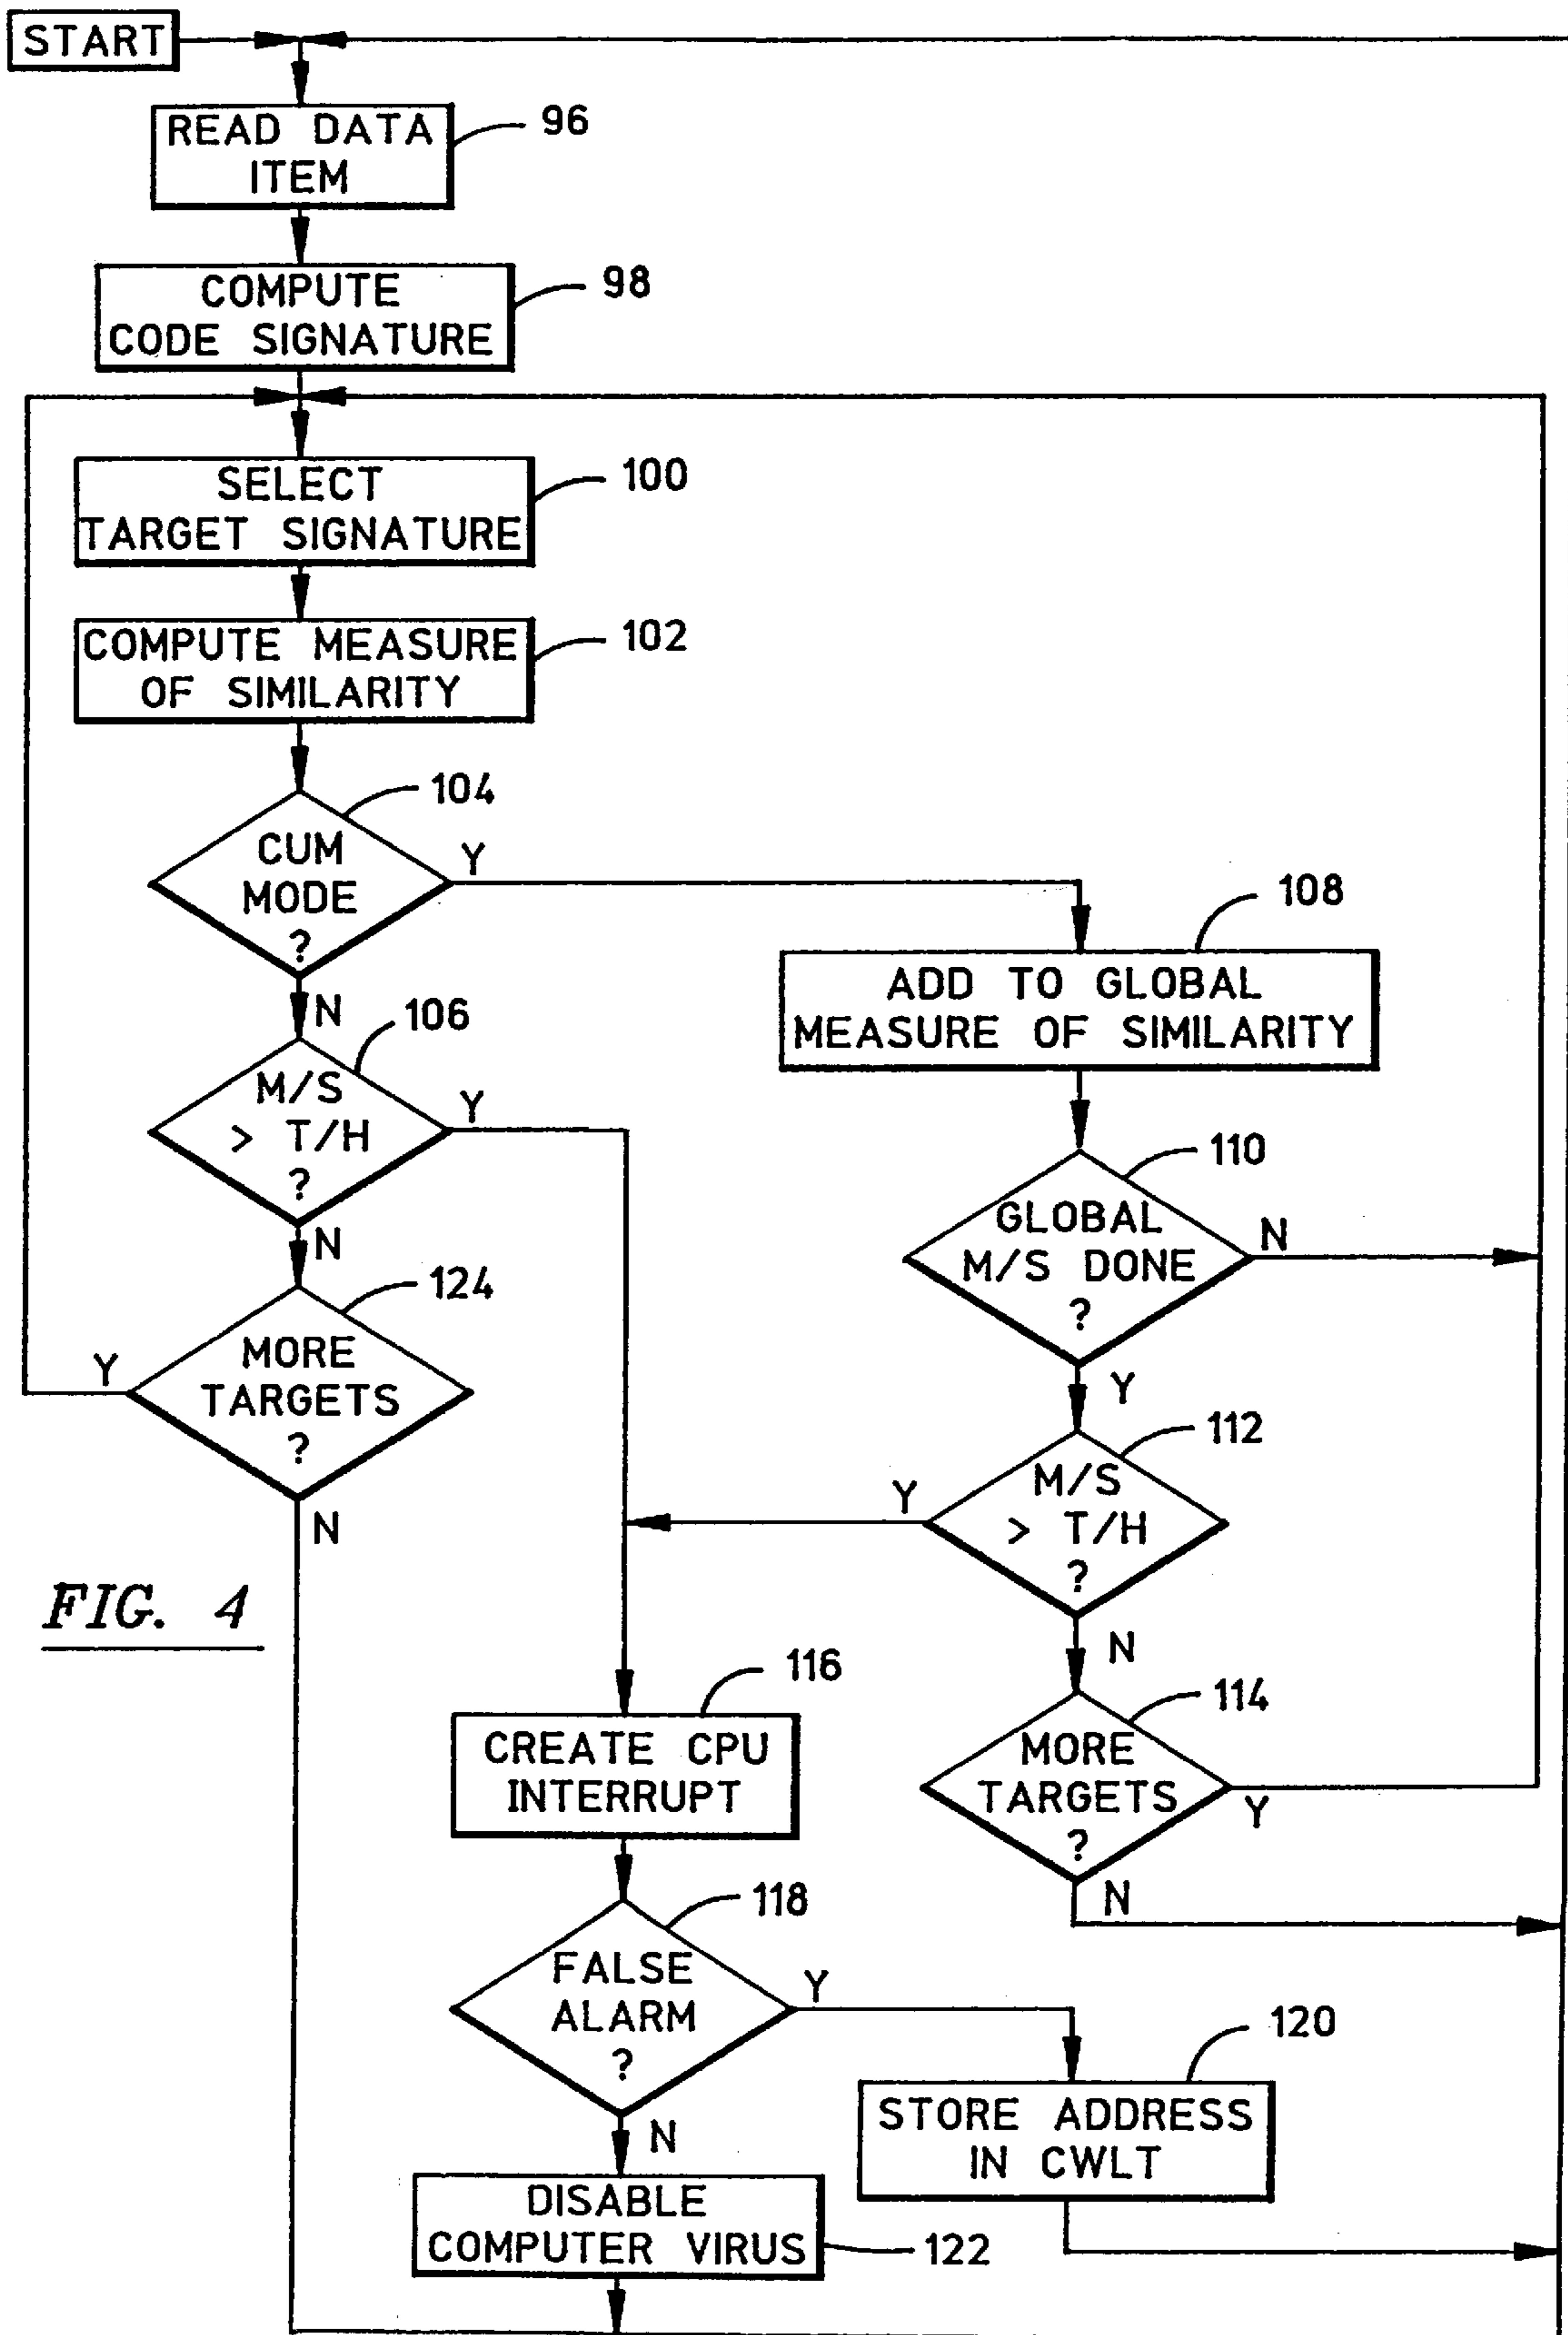 START
READ DATA
ITEM
96
COMPUTE
CODE SIGNATURE
98
SELECT
TARGET SIGNATURE
100
COMPUTE MEASURE
OF SIMILARITY
102
CUM
MODE
?
104
Y
N
ADD TO GLOBAL
MEASURE OF SIMILARITY
108
M/S
> T/H
?
106
Y
N
GLOBAL
M/S DONE
?
110
N
Y
MORE
TARGETS
?
124
Y
N
M/S
> T/H
?
112
Y
N
FIG. 4
CREATE CPU
INTERRUPT
116
MORE
TARGETS
?
114
Y
N
FALSE
ALARM
?
118
Y
N
STORE ADDRESS
IN CWLT
120
DISABLE
COMPUTER VIRUS
122